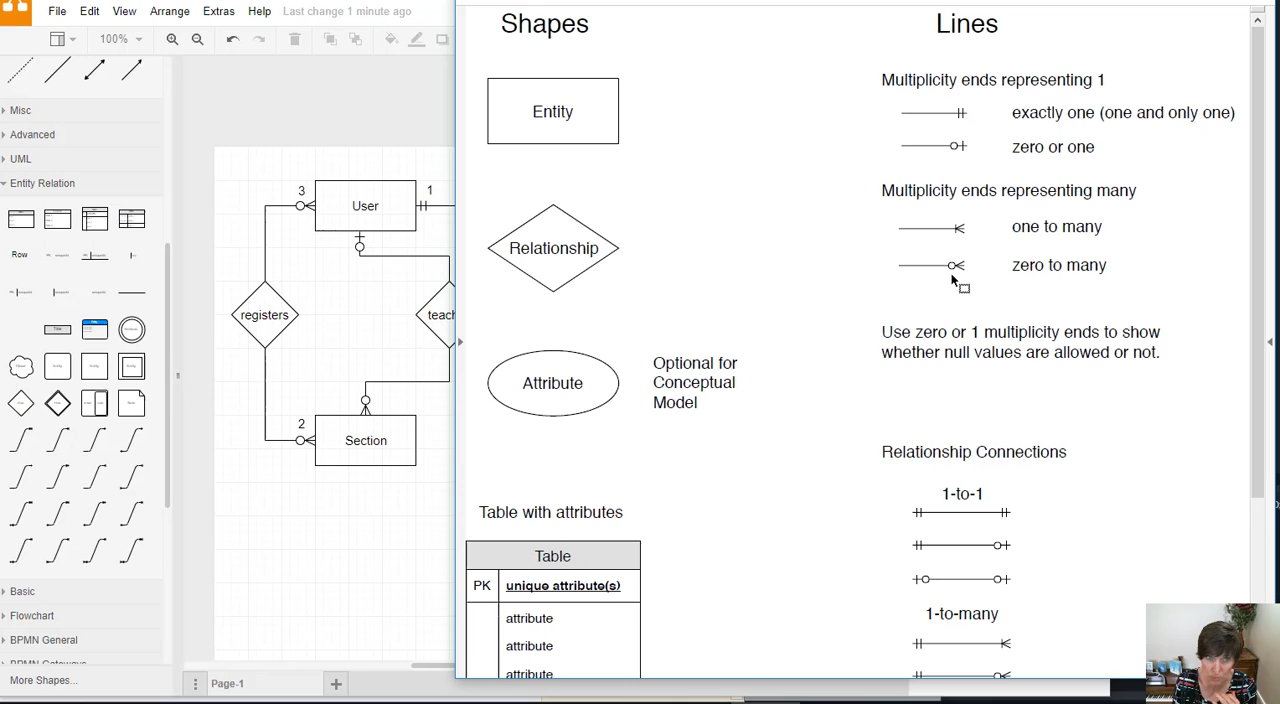 File Edit View Arrange Extras Help Last change 1 minute ago
100%
Misc
Advanced
UML
Entity Relation
Row
Title
Basic
Flowchart
BPMN General
BPMN Gateways
More Shapes...
3
User
1
registers
teach
2
Section
Page-1
Shapes
Entity
Relationship
Attribute
Optional for
Conceptual
Model
Table with attributes
Table
PK unique attribute(s)
attribute
attribute
attribute
Lines
Multiplicity ends representing 1
exactly one (one and only one)
zero or one
Multiplicity ends representing many
one to many
zero to many
Use zero or 1 multiplicity ends to show
whether null values are allowed or not.
Relationship Connections
1-to-1
1-to-many